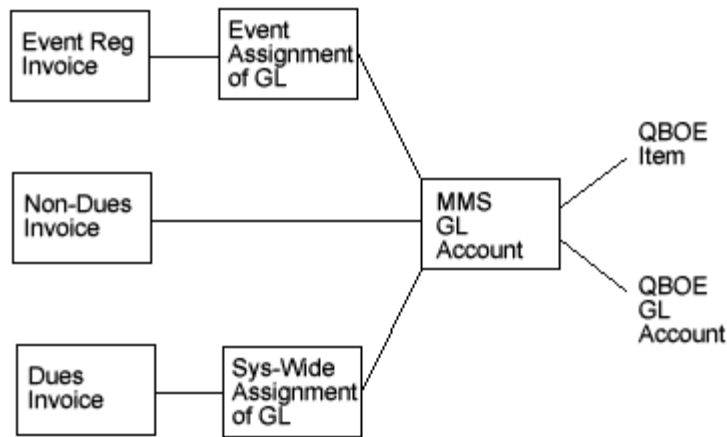 Event Reg
Invoice
Event
Assignment
of GL
QBOE
Item
Non-Dues
Invoice
MMS
GL
Account
QBOE
GL
Account
Dues
Invoice
Sys-Wide
Assignment
of GL